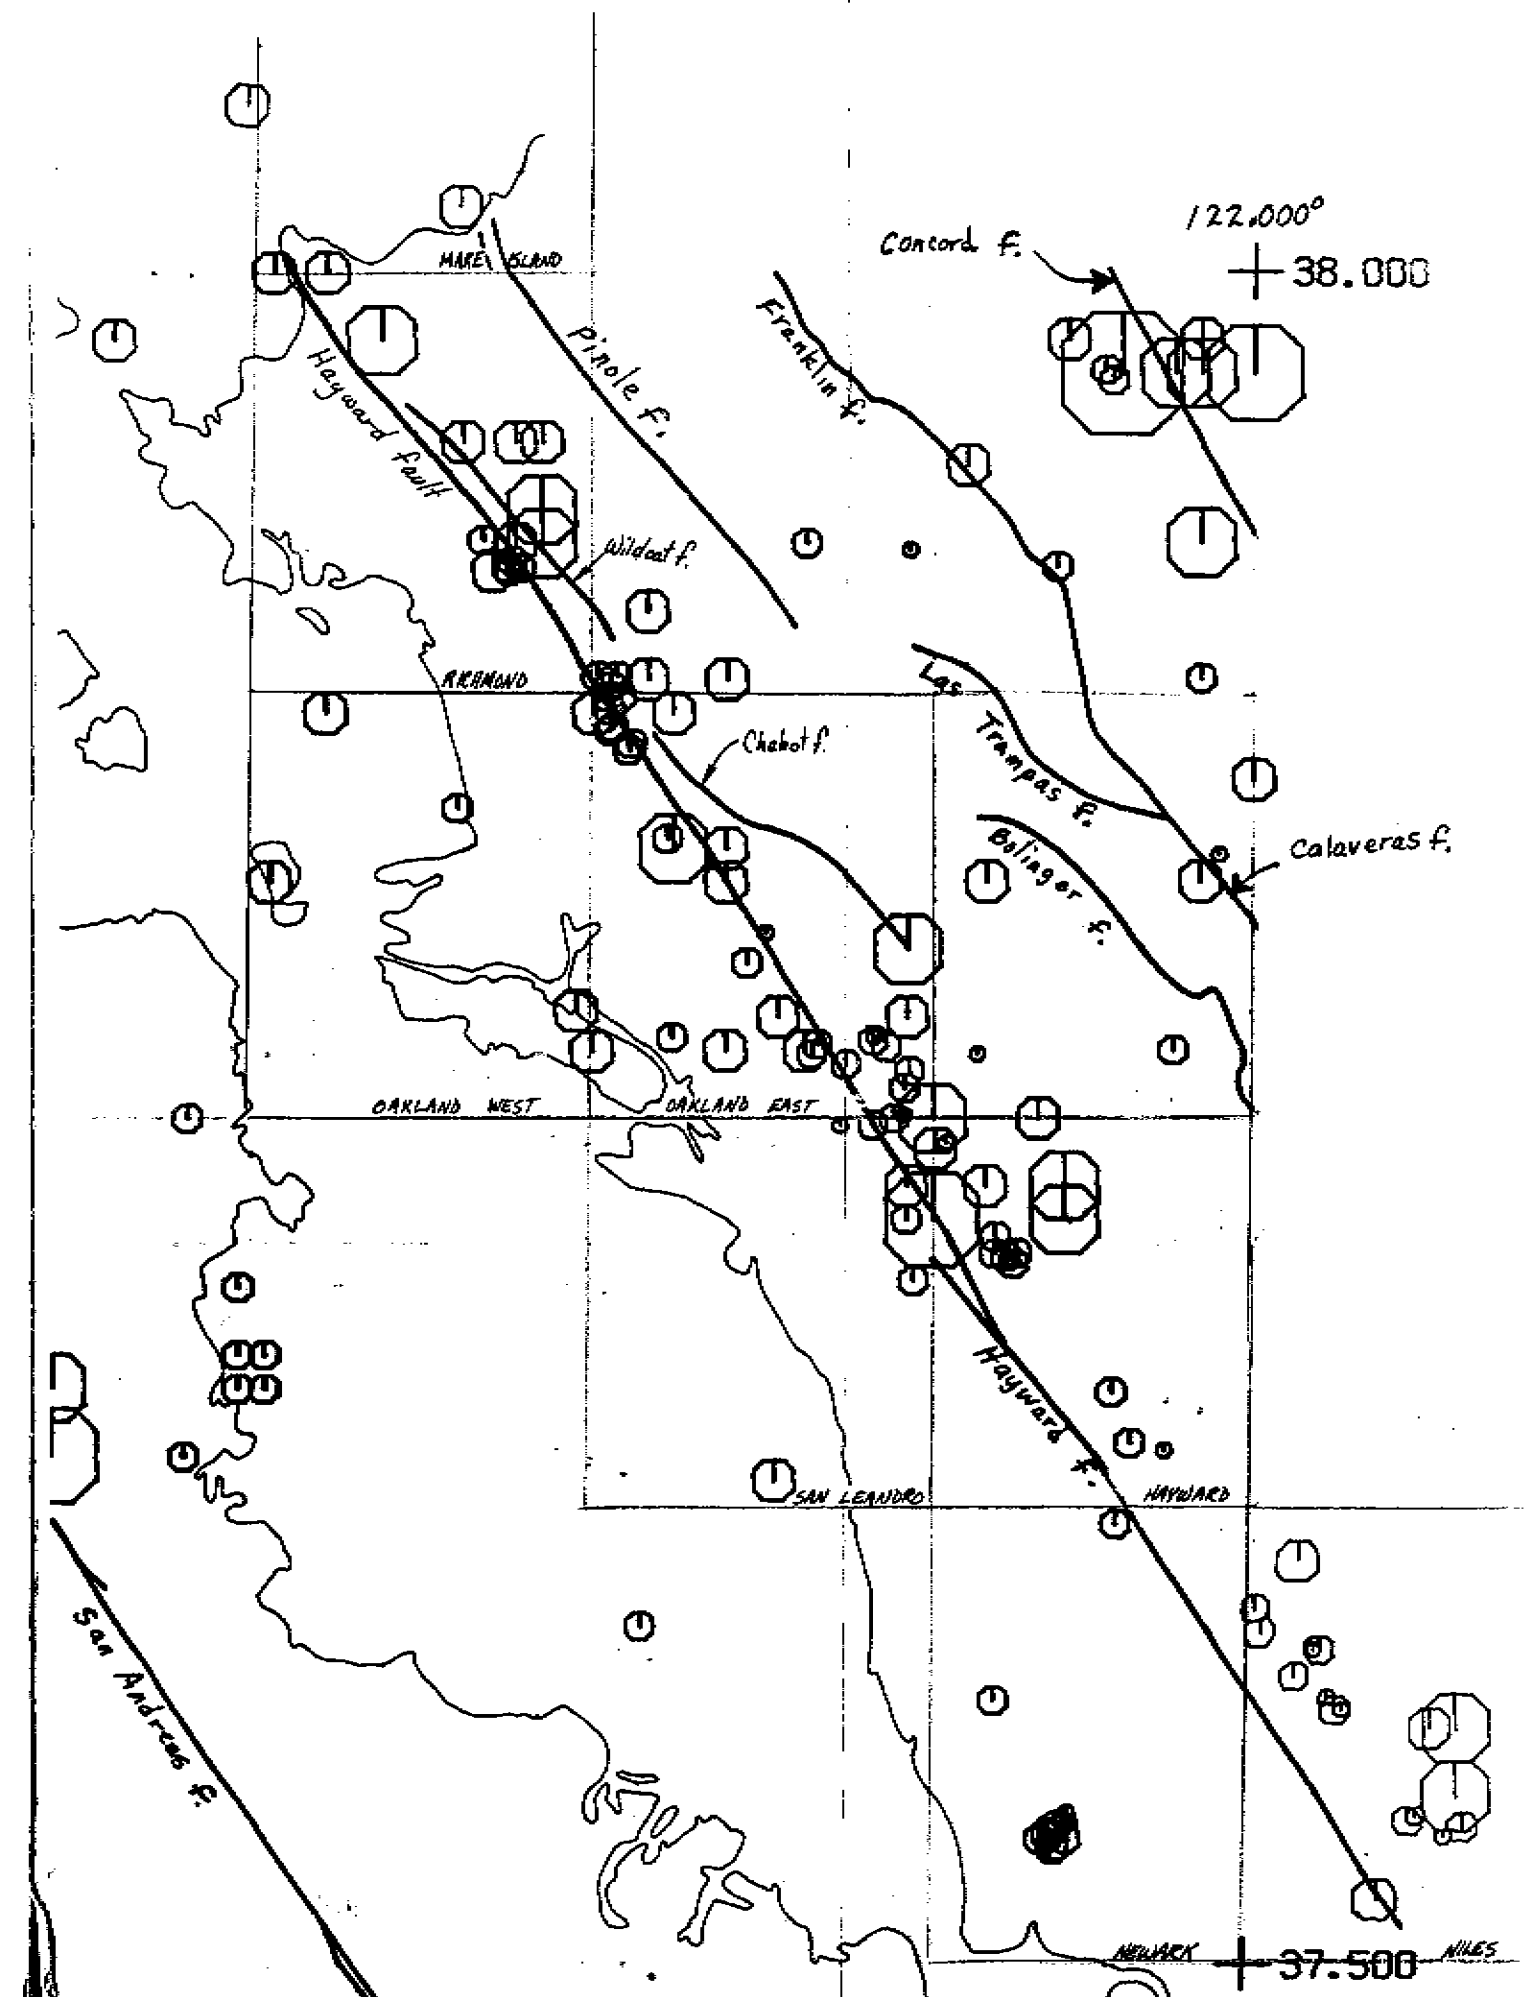 122.000°
Concord f.
38.000
MARE ISLAND
Franklin f.
Pinole f.
Hayward fault
Wildcat f.
RICHMOND
Las Trampas f.
Chabot f.
Bolinger f.
Calaveras f.
OAKLAND WEST
OAKLAND EAST
Hayward f.
SAN LEANDRO
HAYWARD
San Andreas f.
NEWARK
37.500
NILES